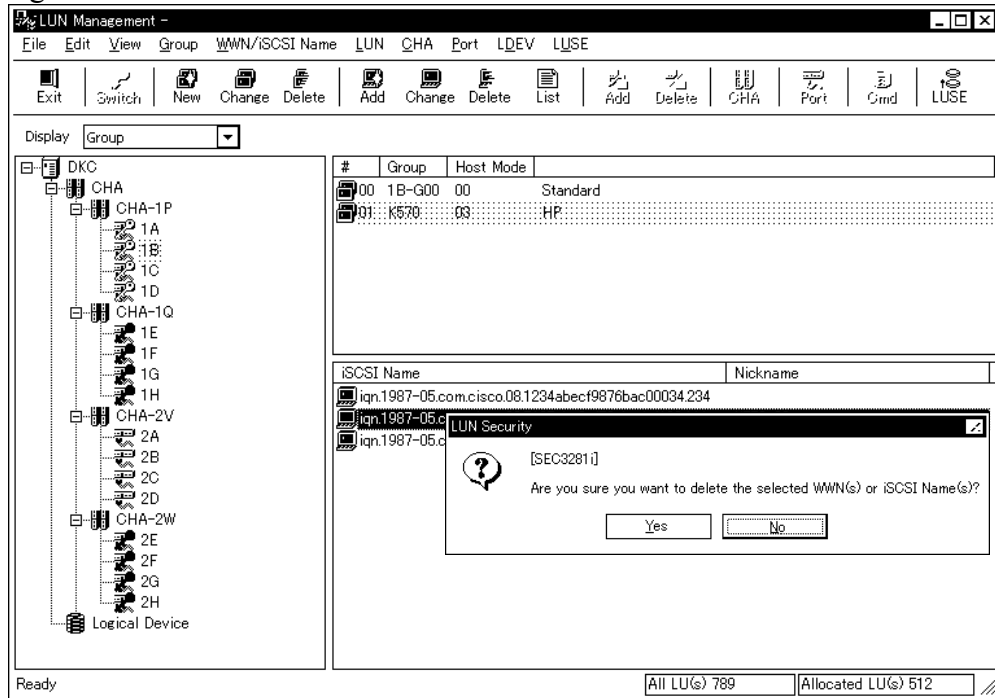 LUN Management -
File Edit View Group WWN/iSCSI Name LUN CHA Port LDEV LUSE
Exit Switch New Change Delete Add Change Delete List Add Delete CHA Port Cmd LUSE
Display Group
DKC
CHA
CHA-1P
1A
1B
1C
1D
CHA-1Q
1E
1F
1G
1H
CHA-2V
2A
2B
2C
2D
CHA-2W
2E
2F
2G
2H
Logical Device
# Group Host Mode
00 1B-G00 00 Standard
01 K570 03 HP
iSCSI Name Nickname
iqn.1987-05.com.cisco.08.1234abecf9876bac00034.234
iqn.1987-05.c
iqn.1987-05.c
LUN Security
[SEC3281i]
Are you sure you want to delete the selected WWN(s) or iSCSI Name(s)?
Yes No
Ready All LU(s) 789 Allocated LU(s) 512